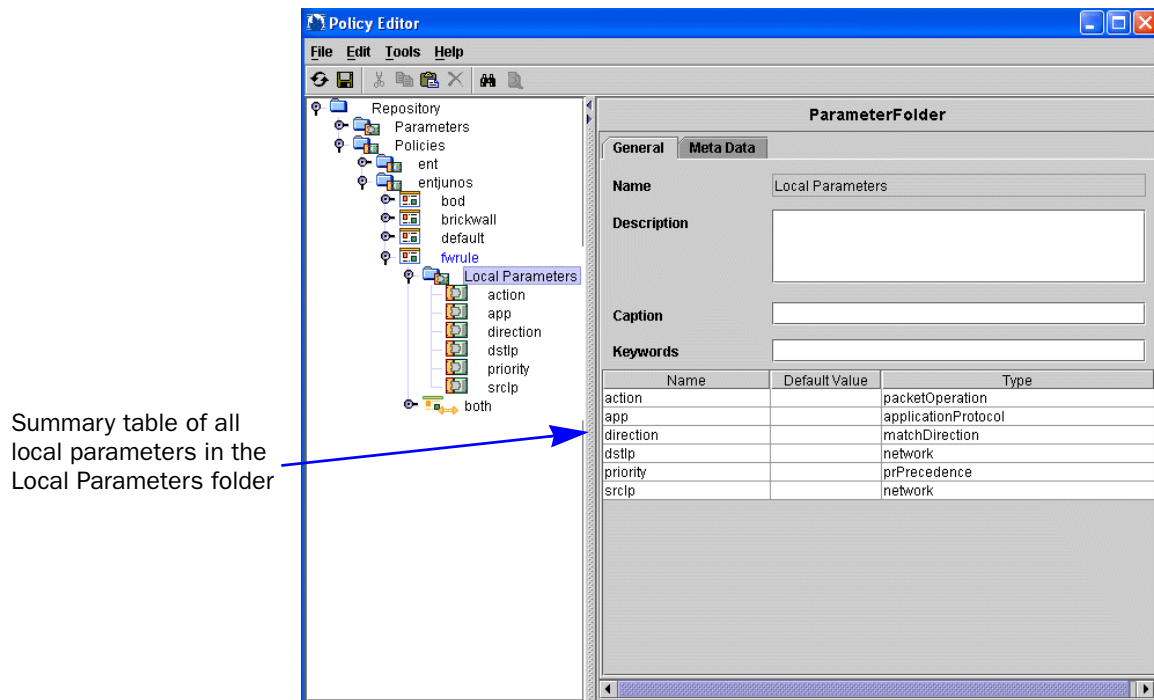 Policy Editor
File Edit Tools Help
Repository
Parameters
Policies
ent
entjunos
bod
brickwall
default
fwrule
Local Parameters
action
app
direction
dstIp
priority
srcIp
both
Summary table of all
local parameters in the
Local Parameters folder
ParameterFolder
General Meta Data
Name Local Parameters
Description
Caption
Keywords
Name Default Value Type
action packetOperation
app applicationProtocol
direction matchDirection
dstIp network
priority prPrecedence
srcIp network